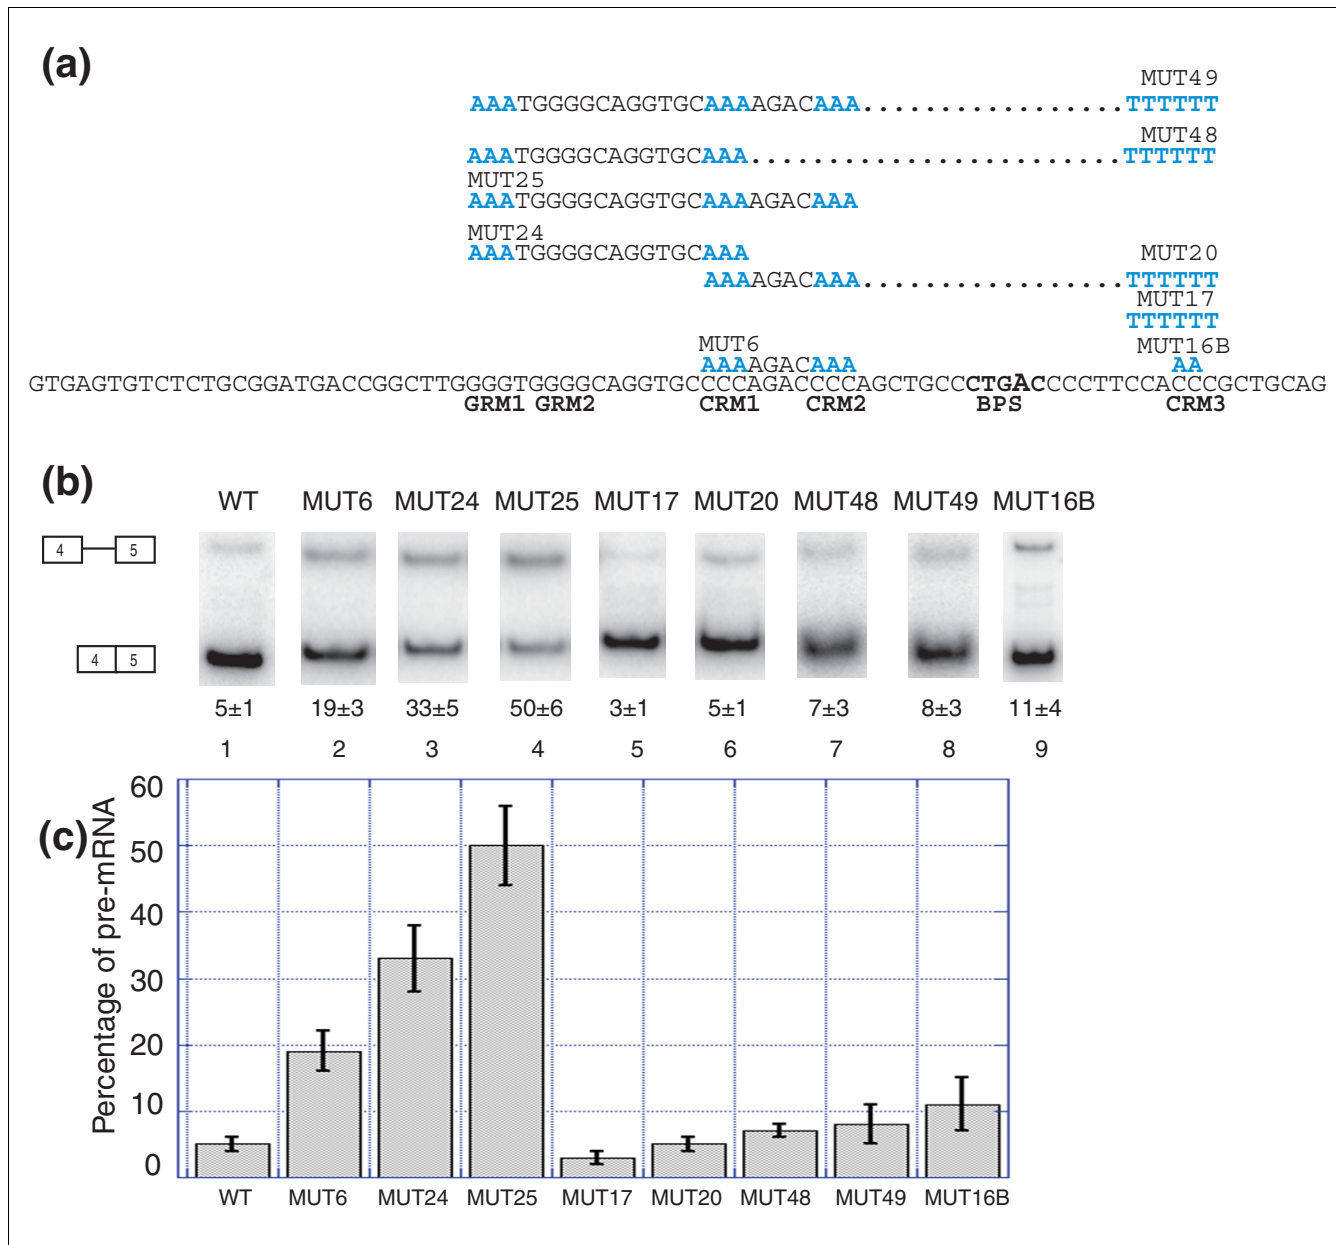 (a)
MUT49
AAATGGGGCAGGTGCAAAAGACAAA.................TTTTTT
MUT48
AAATGGGGCAGGTGCAAA........................TTTTTT
MUT25
AAATGGGGCAGGTGCAAAAGACAAA
MUT24
AAATGGGGCAGGTGCAAA
MUT20
AAAAGACAAA.................TTTTTT
MUT17
TTTTTT
MUT6
MUT16B
AAAAGACAAA
AA
GTGAGTGTCTCTGCGGATGACCGGCTTGGGGTGGGGCAGGTGCCCCAGACCCCAGCTGCCCTGACCCCTTCCACCCGCTGCAG
GRM1 GRM2 CRM1 CRM2 BPS CRM3
(b)
WT MUT6 MUT24 MUT25 MUT17 MUT20 MUT48 MUT49 MUT16B
4 5
4 5
5±1 19±3 33±5 50±6 3±1 5±1 7±3 8±3 11±4
1 2 3 4 5 6 7 8 9
(c)
Percentage of pre-mRNA
60
50
40
30
20
10
0
WT MUT6 MUT24 MUT25 MUT17 MUT20 MUT48 MUT49 MUT16B